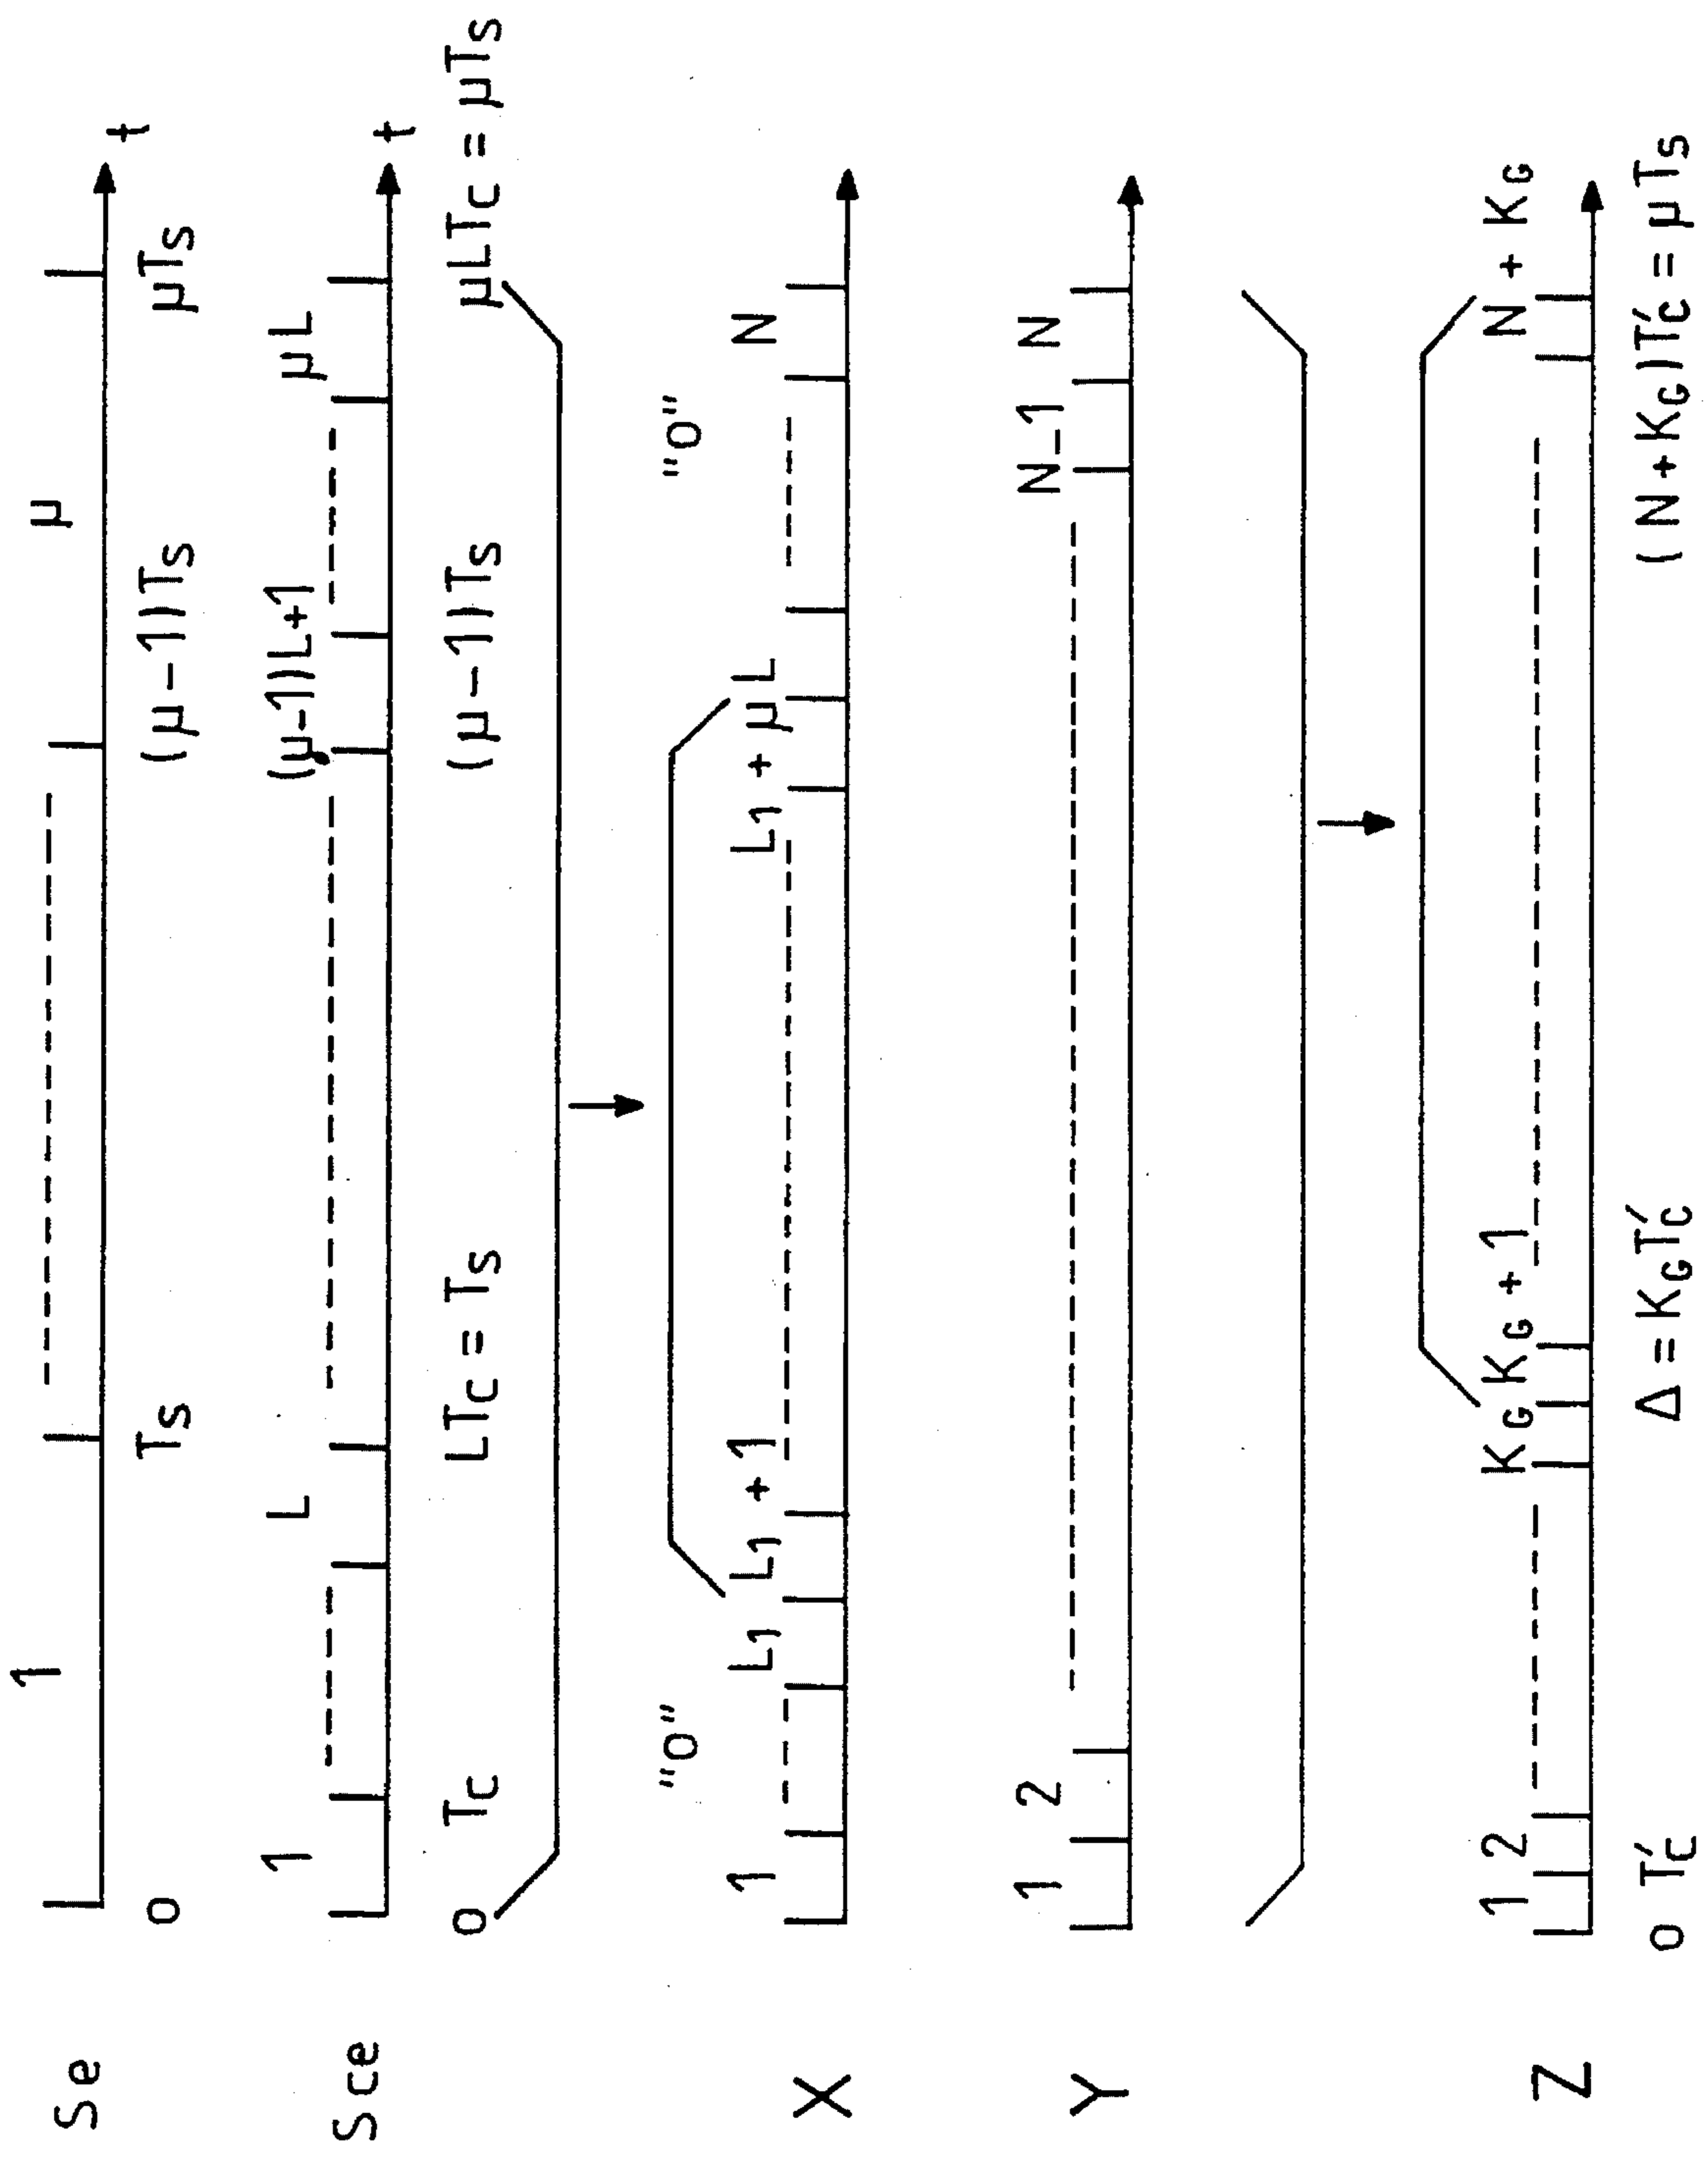 Se 1 μ
0 Ts (μ-1)Ts μTs t
Sce 1 L (μ-1)L+1 μL
0 Tc LTc = Ts (μ-1)Ts μLTc = μTs t
"0" "0"
X 1 L1 L1 + 1 L1 + μL N
Y 1 2 N-1 N
Z 1 2 KG KG + 1 N + KG
0 T'c Δ = KGT'c (N + KG)T'c = μTs